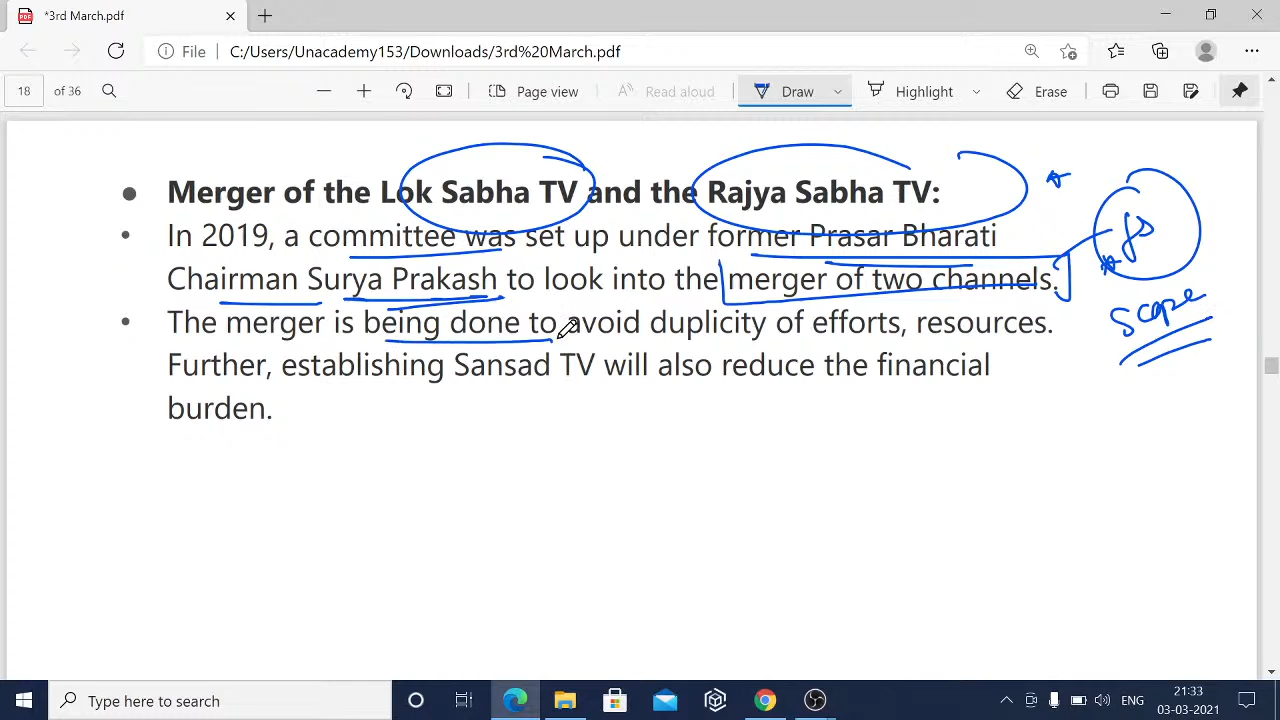 *3rd March.pdf
File
C:/Users/Unacademy153/Downloads/3rd%20March.pdf
18 of 36
Page view
Read aloud
Draw
Highlight
Erase
Merger of the Lok Sabha TV and the Rajya Sabha TV:
In 2019, a committee was set up under former Prasar Bharati
Chairman Surya Prakash to look into the merger of two channels.
The merger is being done to avoid duplicity of efforts, resources.
Further, establishing Sansad TV will also reduce the financial
burden.
scope
Type here to search
ENG
21:33
03-03-2021